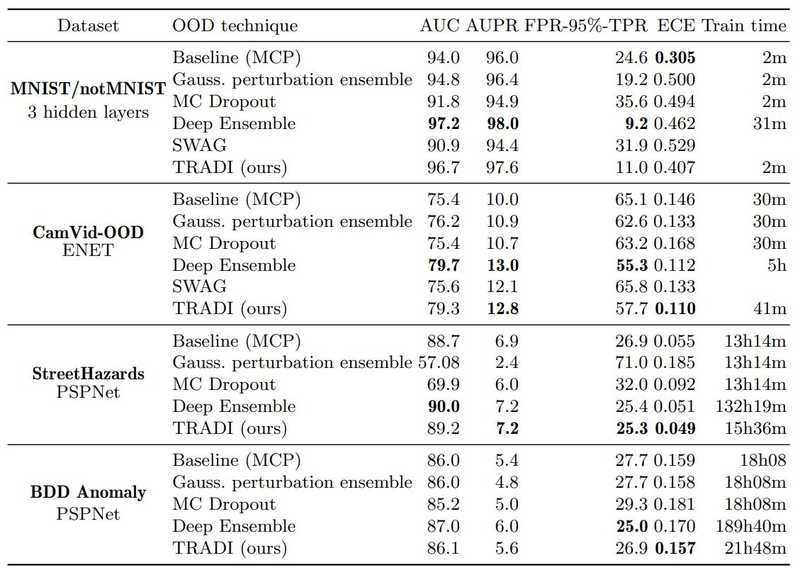 Dataset OOD technique AUC AUPR FPR-95%-TPR ECE Train time
MNIST/notMNIST
3 hidden layers
Baseline (MCP) 94.0 96.0 24.6 0.305 2m
Gauss. perturbation ensemble 94.8 96.4 19.2 0.500 2m
MC Dropout 91.8 94.9 35.6 0.494 2m
Deep Ensemble 97.2 98.0 9.2 0.462 31m
SWAG 90.9 94.4 31.9 0.529
TRADI (ours) 96.7 97.6 11.0 0.407 2m
CamVid-OOD
ENET
Baseline (MCP) 75.4 10.0 65.1 0.146 30m
Gauss. perturbation ensemble 76.2 10.9 62.6 0.133 30m
MC Dropout 75.4 10.7 63.2 0.168 30m
Deep Ensemble 79.7 13.0 55.3 0.112 5h
SWAG 75.6 12.1 65.8 0.133
TRADI (ours) 79.3 12.8 57.7 0.110 41m
StreetHazards
PSPNet
Baseline (MCP) 88.7 6.9 26.9 0.055 13h14m
Gauss. perturbation ensemble 57.08 2.4 71.0 0.185 13h14m
MC Dropout 69.9 6.0 32.0 0.092 13h14m
Deep Ensemble 90.0 7.2 25.4 0.051 132h19m
TRADI (ours) 89.2 7.2 25.3 0.049 15h36m
BDD Anomaly
PSPNet
Baseline (MCP) 86.0 5.4 27.7 0.159 18h08
Gauss. perturbation ensemble 86.0 4.8 27.7 0.158 18h08m
MC Dropout 85.2 5.0 29.3 0.181 18h08m
Deep Ensemble 87.0 6.0 25.0 0.170 189h40m
TRADI (ours) 86.1 5.6 26.9 0.157 21h48m